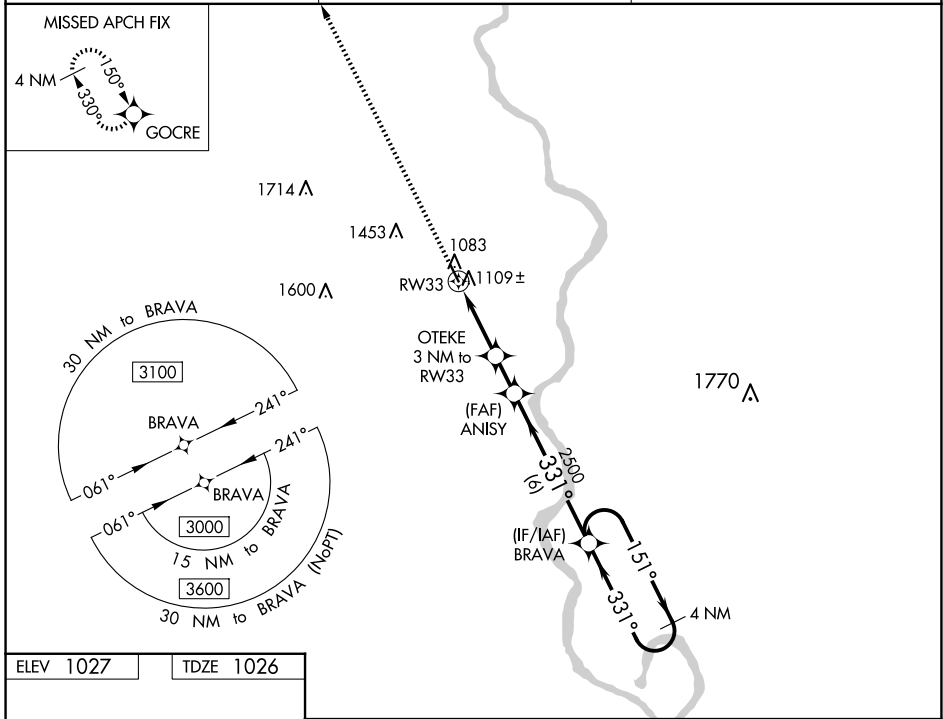 MISSED APCH FIX
4 NM
150°
330°
GOCRE
1714
1453
1083
RW33
1109±
1600
OTEKE
3 NM to
RW33
1770
(FAF)
ANISY
2500
331°
(6)
(IF/IAF)
BRAVA
151°
331°
4 NM
30 NM to BRAVA
3100
241°
BRAVA
061°
241°
BRAVA
061°
3000
15 NM to BRAVA
3600
30 NM to BRAVA (NoPT)
ELEV 1027
TDZE 1026